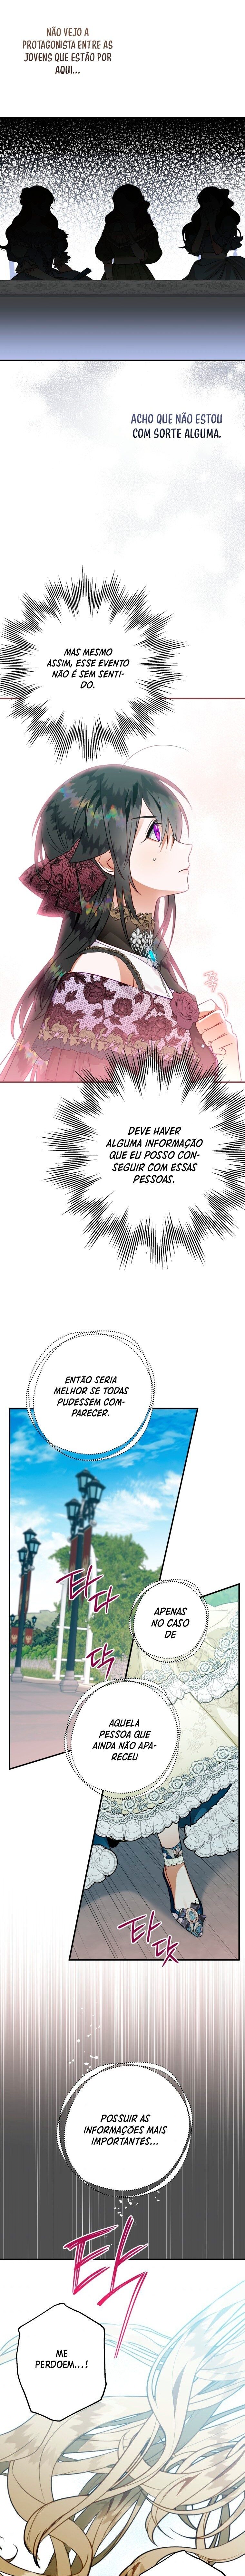 NÃO VEJO A
PROTAGONISTA ENTRE AS
JOVENS QUE ESTÃO POR
AQUI...
ACHO QUE NÃO ESTOU
COM SORTE ALGUMA.
MAS MESMO
ASSIM, ESSE EVENTO
NÃO É SEM SENTI-
DO.
DEVE HAVER
ALGUMA INFORMAÇÃO
QUE EU POSSO CON-
SEGUIR COM ESSAS
PESSOAS.
ENTÃO SERIA
MELHOR SE TODAS
PUDESSEM COM-
PARECER.
타다
닥
APENAS
NO CASO
DE
AQUELA
PESSOA QUE
AINDA NÃO APA-
RECEU
타
닥
POSSUIR AS
INFORMAÇÕES MAIS
IMPORTANTES...
탁
ME
PERDOEM...!